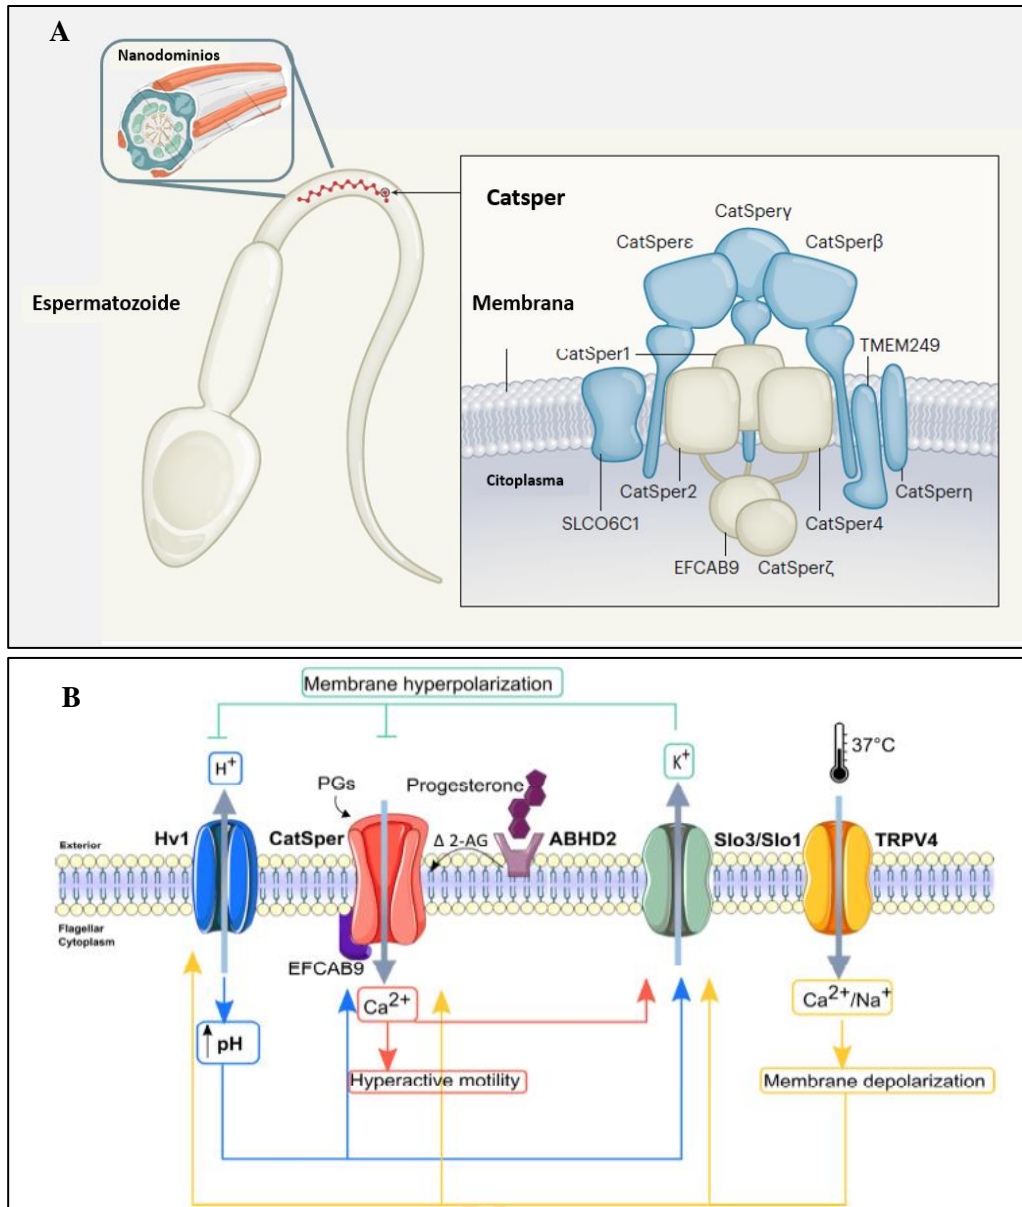 A
Nanodominios
Catsper
CatSperγ
CatSperε
CatSperβ
Espermatozoide
Membrana
TMEM249
CatSper1
Citoplasma
CatSper2
CatSperη
SLCO6C1
CatSper4
EFCAB9
CatSperζ
B
Membrane hyperpolarization
H+
K+
37°C
PGs
Progesterone
Hv1
CatSper
Δ 2-AG
ABHD2
Slo3/Slo1
TRPV4
Exterior
Flagellar
Cytoplasm
EFCAB9
Ca2+
Ca2+/Na+
↑ pH
Hyperactive motility
Membrane depolarization